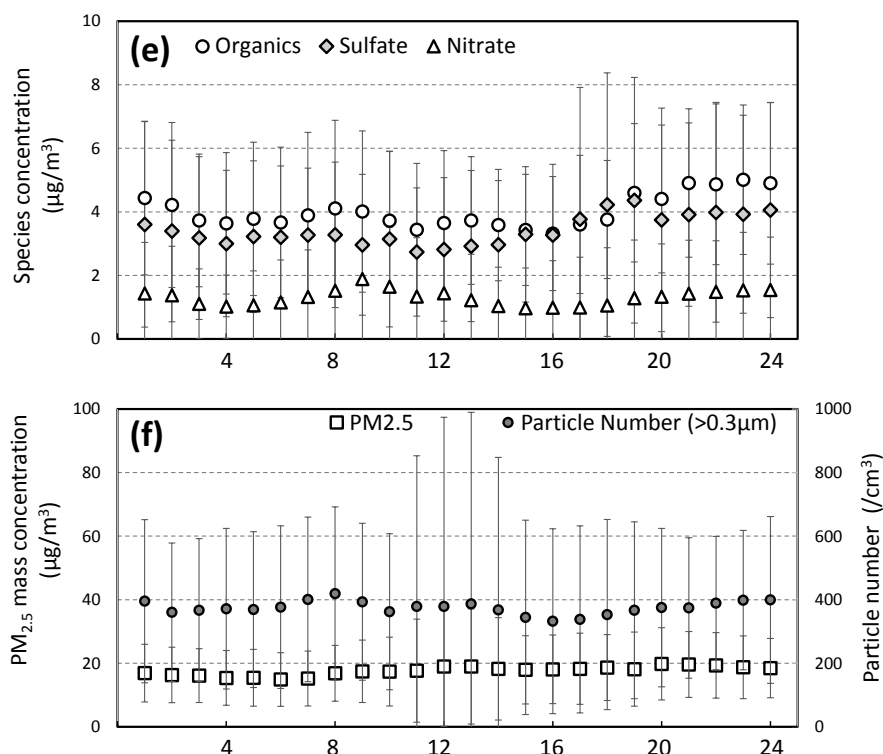 (e)
Organics Sulfate Nitrate
Species concentration
(µg/m³)
10
8
6
4
2
0
4 8 12 16 20 24
(f)
PM2.5 Particle Number (>0.3µm)
PM₂.₅ mass concentration
(µg/m³)
100
80
60
40
20
0
1000
800
600
400
200
0
Particle number (/cm³)
4 8 12 16 20 24